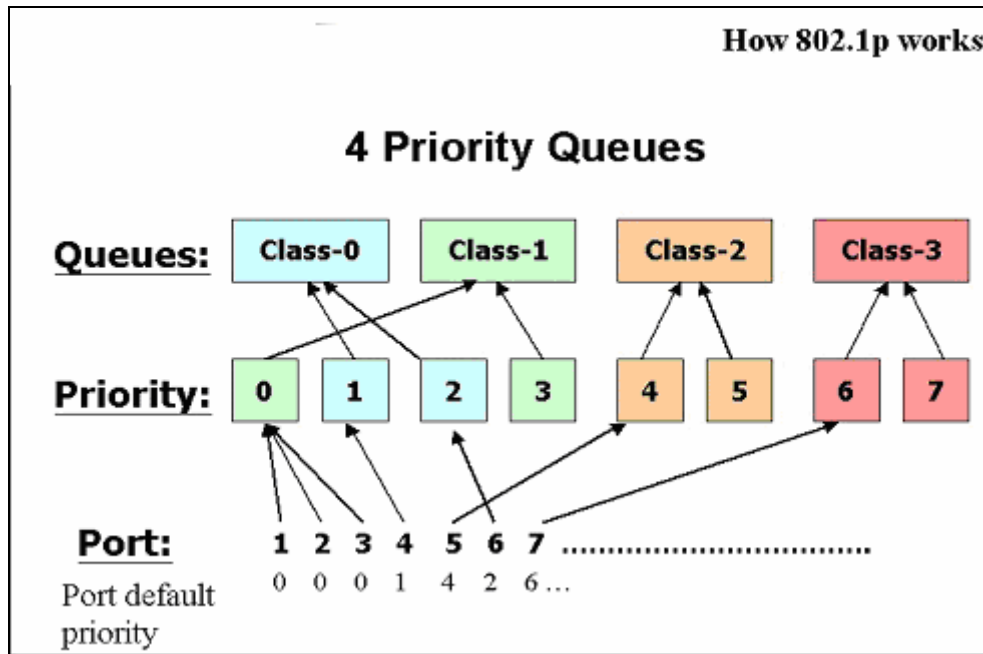 How 802.1p works
4 Priority Queues
Queues: Class-0 Class-1 Class-2 Class-3
Priority: 0 1 2 3 4 5 6 7
Port: 1 2 3 4 5 6 7 ................................
Port default 0 0 0 1 4 2 6 ...
priority